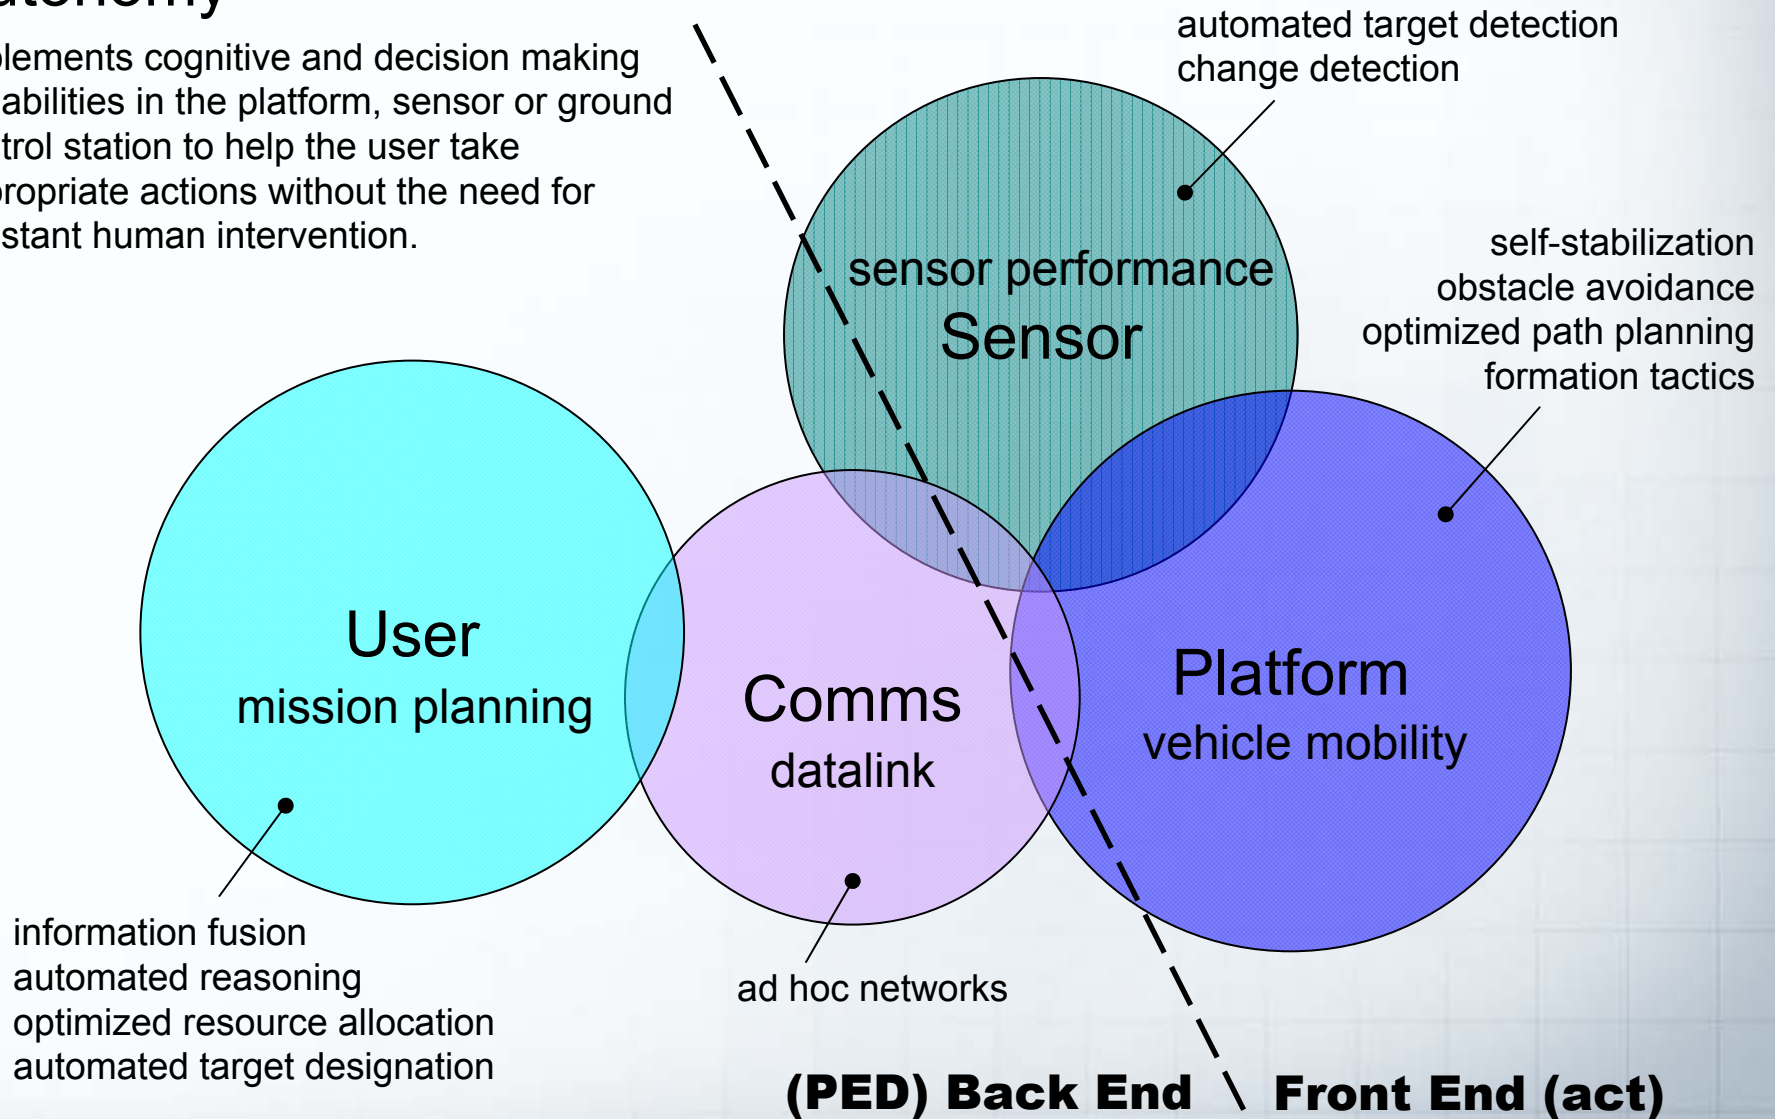 utonomy
plements cognitive and decision making
abilities in the platform, sensor or ground
trol station to help the user take
propriate actions without the need for
stant human intervention.
automated target detection
change detection
sensor performance
Sensor
self-stabilization
obstacle avoidance
optimized path planning
formation tactics
User
mission planning
Comms
datalink
Platform
vehicle mobility
information fusion
automated reasoning
optimized resource allocation
automated target designation
ad hoc networks
(PED) Back End
Front End (act)